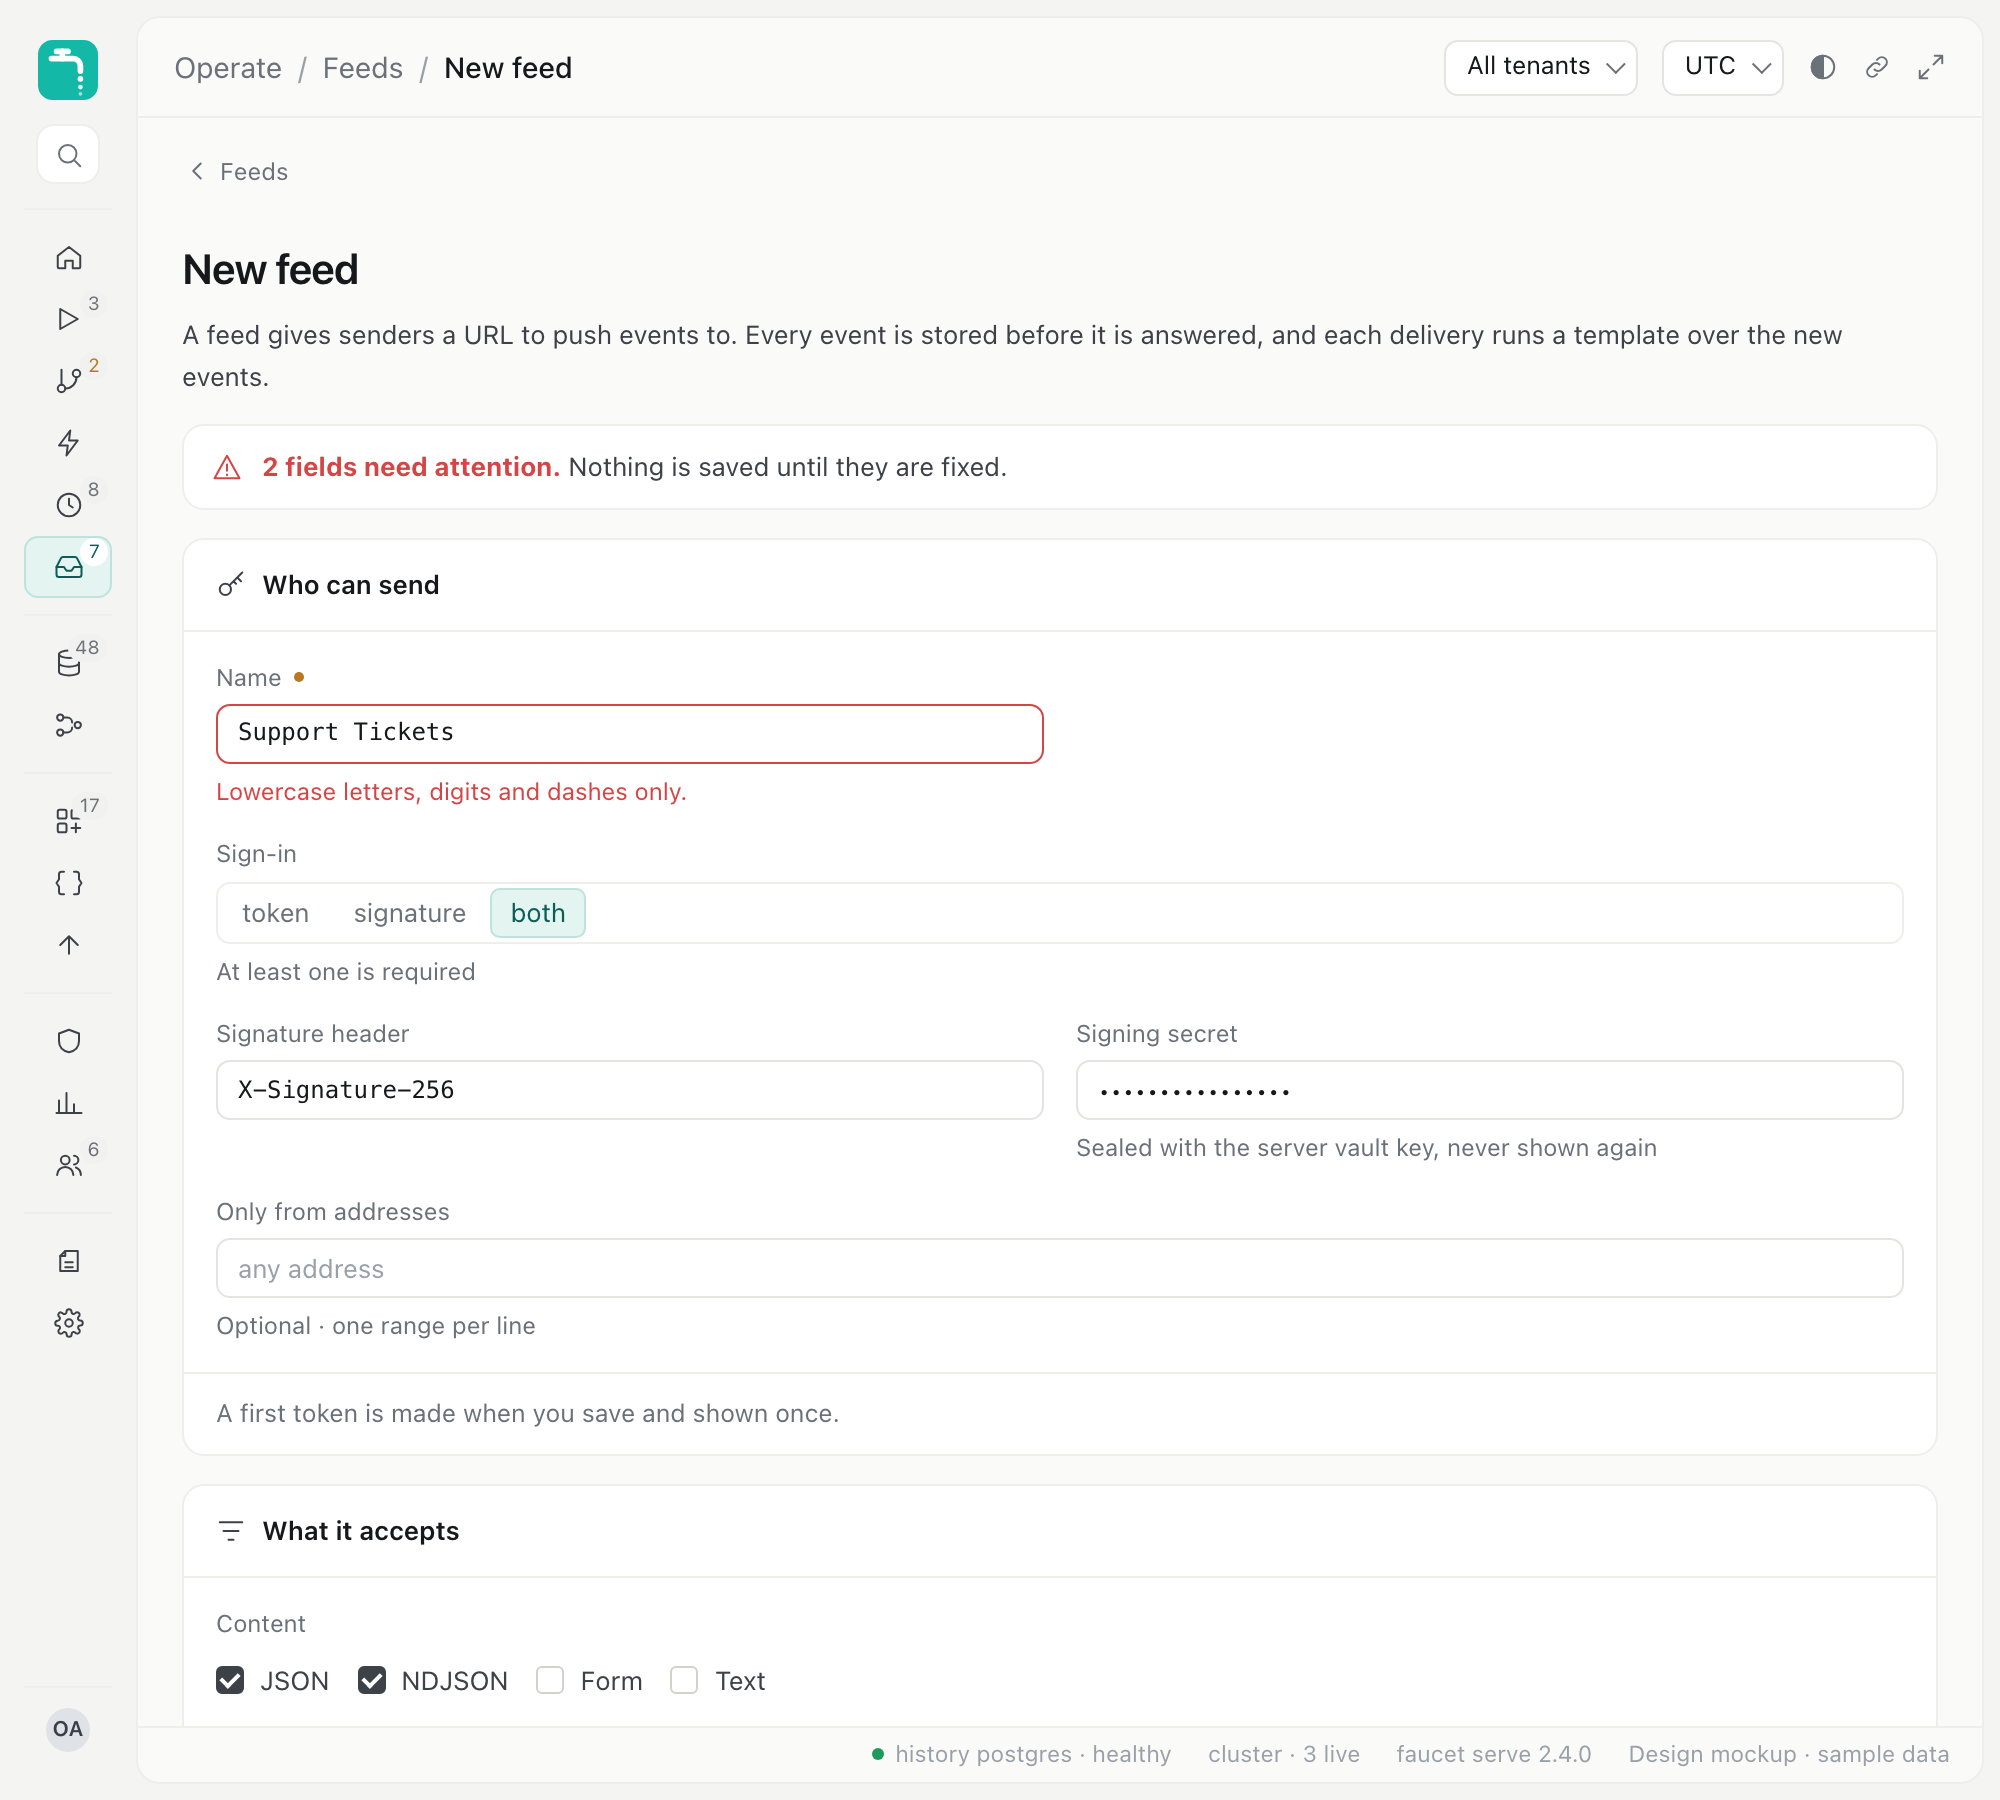 Operate / Feeds / New feed
All tenants
UTC
Feeds
New feed
A feed gives senders a URL to push events to. Every event is stored before it is answered, and each delivery runs a template over the new
events.
2 fields need attention. Nothing is saved until they are fixed.
Who can send
Name
Support Tickets
Lowercase letters, digits and dashes only.
Sign-in
token signature both
At least one is required
Signature header
X-Signature-256
Signing secret
Sealed with the server vault key, never shown again
Only from addresses
any address
Optional · one range per line
A first token is made when you save and shown once.
What it accepts
Content
JSON NDJSON Form Text
3
2
8
7
48
17
6
OA
history postgres · healthy cluster · 3 live faucet serve 2.4.0 Design mockup · sample data